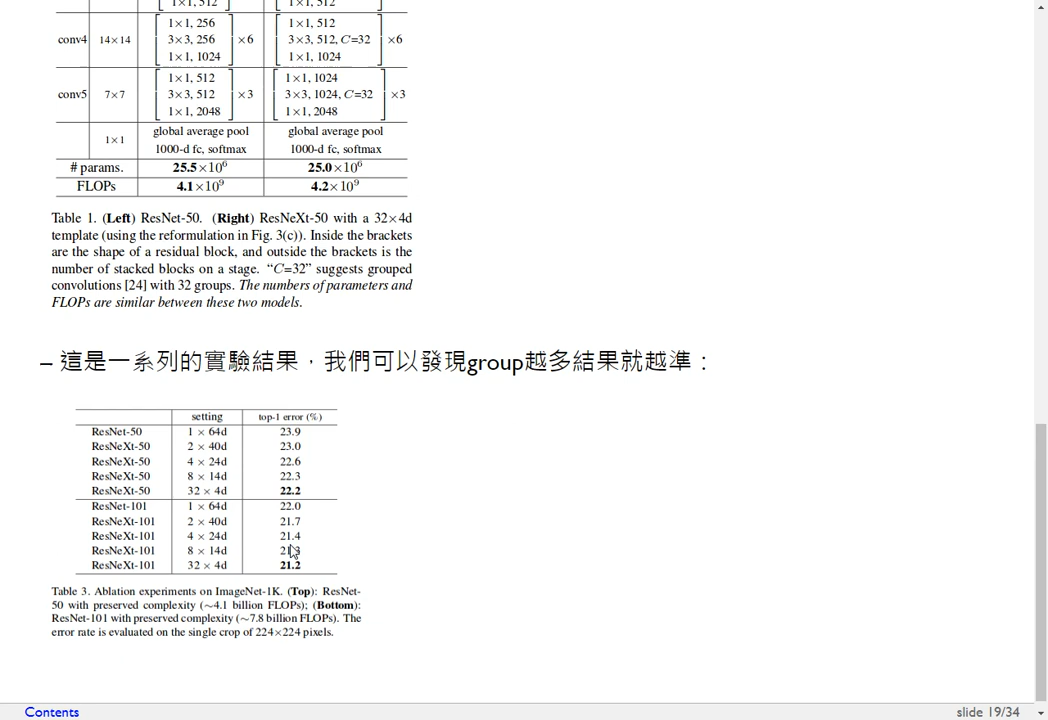 1×1, 512 1×1, 512
conv4 14×14 1×1, 256 1×1, 512
3×3, 256 ×6 3×3, 512, C=32 ×6
1×1, 1024 1×1, 1024
conv5 7×7 1×1, 512 1×1, 1024
3×3, 512 ×3 3×3, 1024, C=32 ×3
1×1, 2048 1×1, 2048
1×1 global average pool global average pool
1000-d fc, softmax 1000-d fc, softmax
# params. 25.5×10⁶ 25.0×10⁶
FLOPs 4.1×10⁹ 4.2×10⁹
Table 1. (Left) ResNet-50. (Right) ResNeXt-50 with a 32×4d
template (using the reformulation in Fig. 3(c)). Inside the brackets
are the shape of a residual block, and outside the brackets is the
number of stacked blocks on a stage. “C=32” suggests grouped
convolutions [24] with 32 groups. The numbers of parameters and
FLOPs are similar between these two models.
– 這是一系列的實驗結果，我們可以發現group越多結果就越準：
setting top-1 error (%)
ResNet-50 1 × 64d 23.9
ResNeXt-50 2 × 40d 23.0
ResNeXt-50 4 × 24d 22.6
ResNeXt-50 8 × 14d 22.3
ResNeXt-50 32 × 4d 22.2
ResNet-101 1 × 64d 22.0
ResNeXt-101 2 × 40d 21.7
ResNeXt-101 4 × 24d 21.4
ResNeXt-101 8 × 14d
ResNeXt-101 32 × 4d 21.2
Table 3. Ablation experiments on ImageNet-1K. (Top): ResNet-
50 with preserved complexity (∼4.1 billion FLOPs); (Bottom):
ResNet-101 with preserved complexity (∼7.8 billion FLOPs). The
error rate is evaluated on the single crop of 224×224 pixels.
Contents slide 19/34